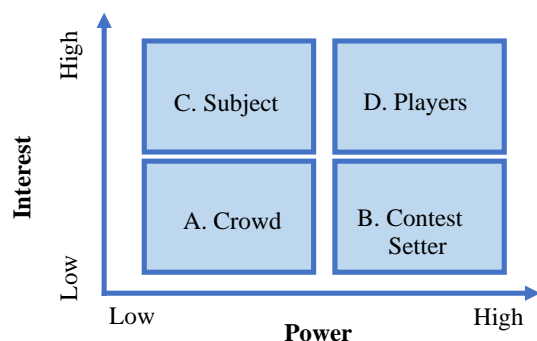 High
C. Subject
D. Players
Interest
A. Crowd
B. Contest
Setter
Low
Low
High
Power